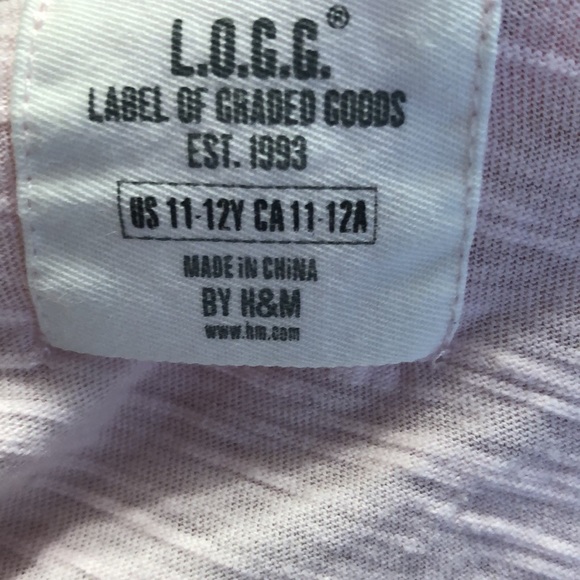 L.O.G.G.®
LABEL OF GRADED GOODS
EST. 1993
US 11-12Y CA 11-12A
MADE IN CHINA
BY H&M
www.hm.com